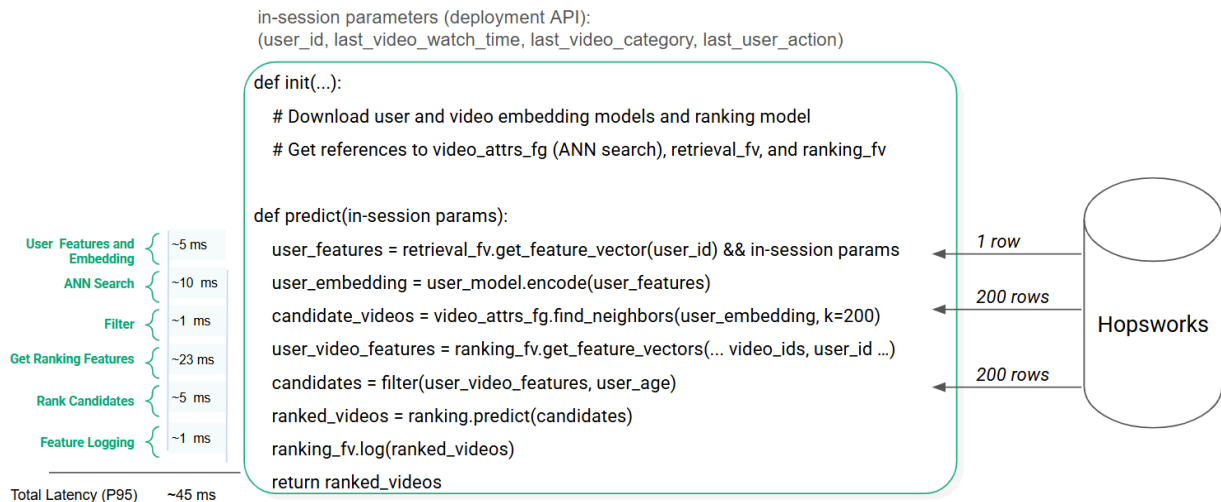 in-session parameters (deployment API):
(user_id, last_video_watch_time, last_video_category, last_user_action)
def init(...):
# Download user and video embedding models and ranking model
# Get references to video_attrs_fg (ANN search), retrieval_fv, and ranking_fv
def predict(in-session params):
user_features = retrieval_fv.get_feature_vector(user_id) && in-session params
user_embedding = user_model.encode(user_features)
candidate_videos = video_attrs_fg.find_neighbors(user_embedding, k=200)
user_video_features = ranking_fv.get_feature_vectors(... video_ids, user_id ...)
candidates = filter(user_video_features, user_age)
ranked_videos = ranking.predict(candidates)
ranking_fv.log(ranked_videos)
return ranked_videos
User Features and
Embedding
~5 ms
ANN Search
~10 ms
Filter
~1 ms
Get Ranking Features
~23 ms
Rank Candidates
~5 ms
Feature Logging
~1 ms
Total Latency (P95)
~45 ms
1 row
200 rows
200 rows
Hopsworks